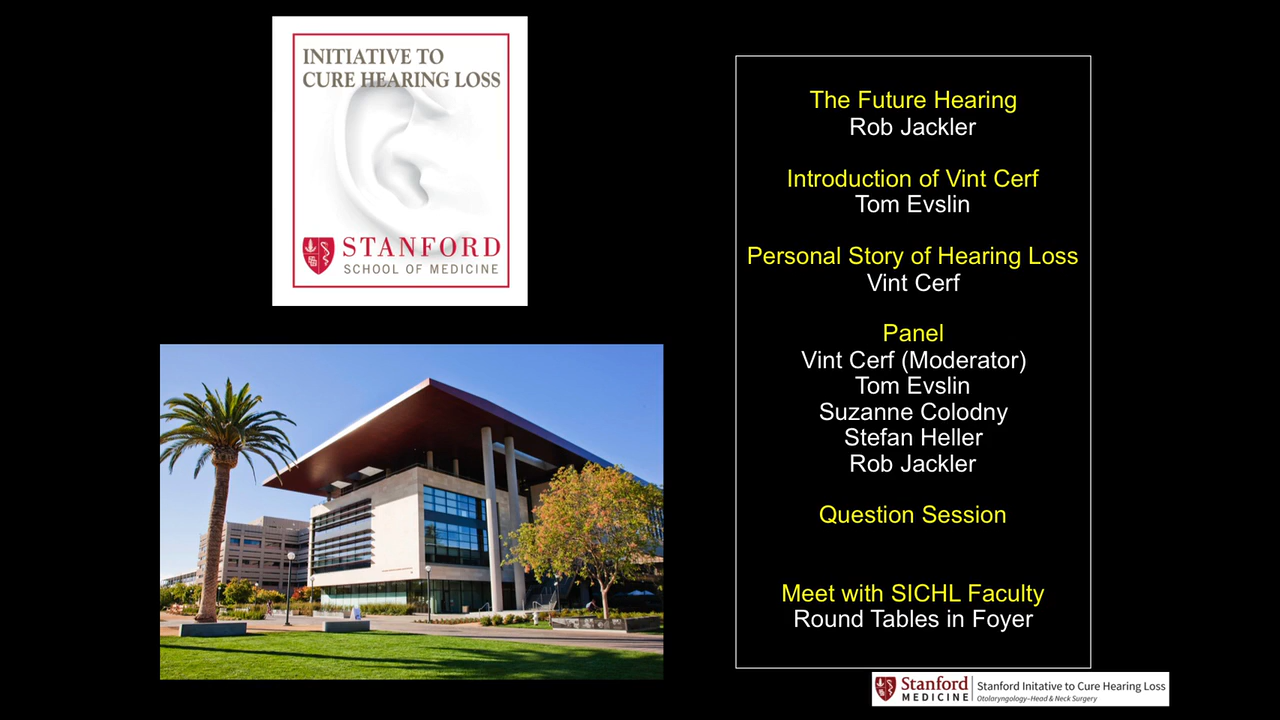 INITIATIVE TO
CURE HEARING LOSS
STANFORD
SCHOOL OF MEDICINE
The Future Hearing
Rob Jackler
Introduction of Vint Cerf
Tom Evslin
Personal Story of Hearing Loss
Vint Cerf
Panel
Vint Cerf (Moderator)
Tom Evslin
Suzanne Colodny
Stefan Heller
Rob Jackler
Question Session
Meet with SICHL Faculty
Round Tables in Foyer
Stanford
MEDICINE
Stanford Initative to Cure Hearing Loss
Otolaryngology–Head & Neck Surgery